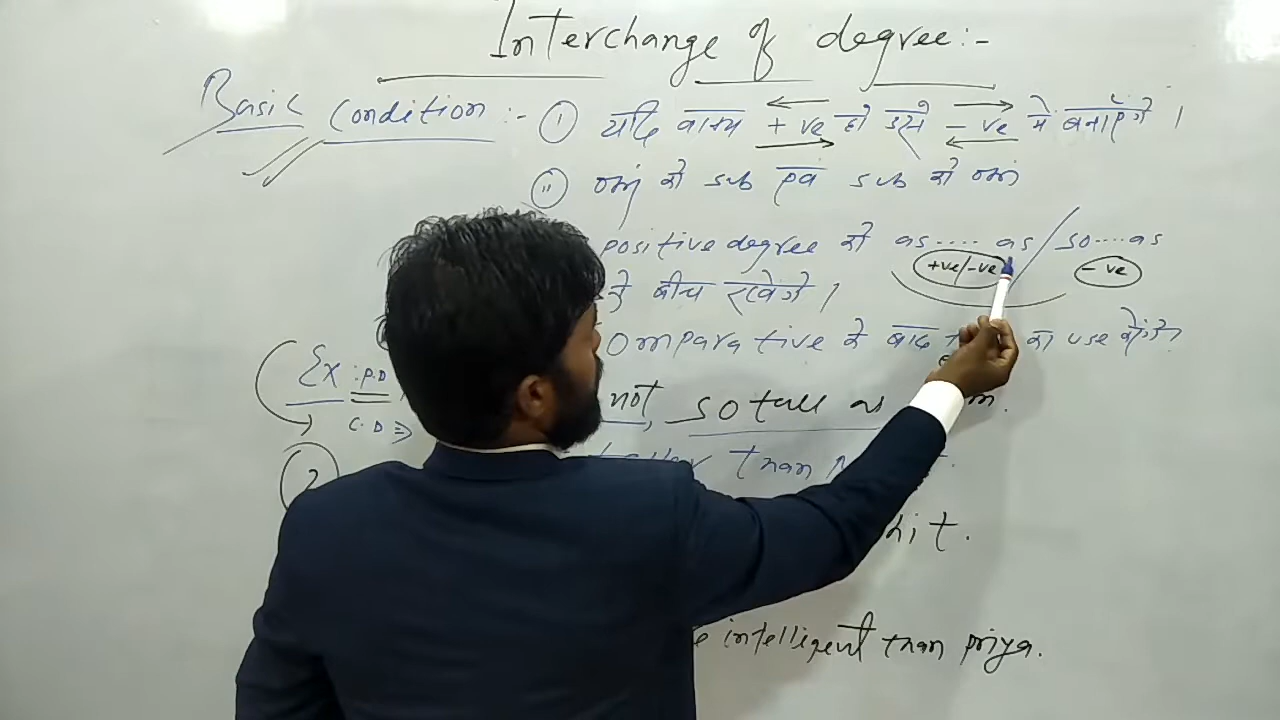 Interchange of degree:-
Basic Condition :- (i) यदि वाक्य +ve हो उसे -ve में बनाएंगे ।
(ii) obj को sub एवं sub को obj
positive degree को as.....as / so....as
+ve/-ve - ve
के बीच रखेंगे ।
omparative के बाद का use करेंगे
Ex :P.D not so tall as
C.D ⇒ than
2
hit.
intelligent than priya.